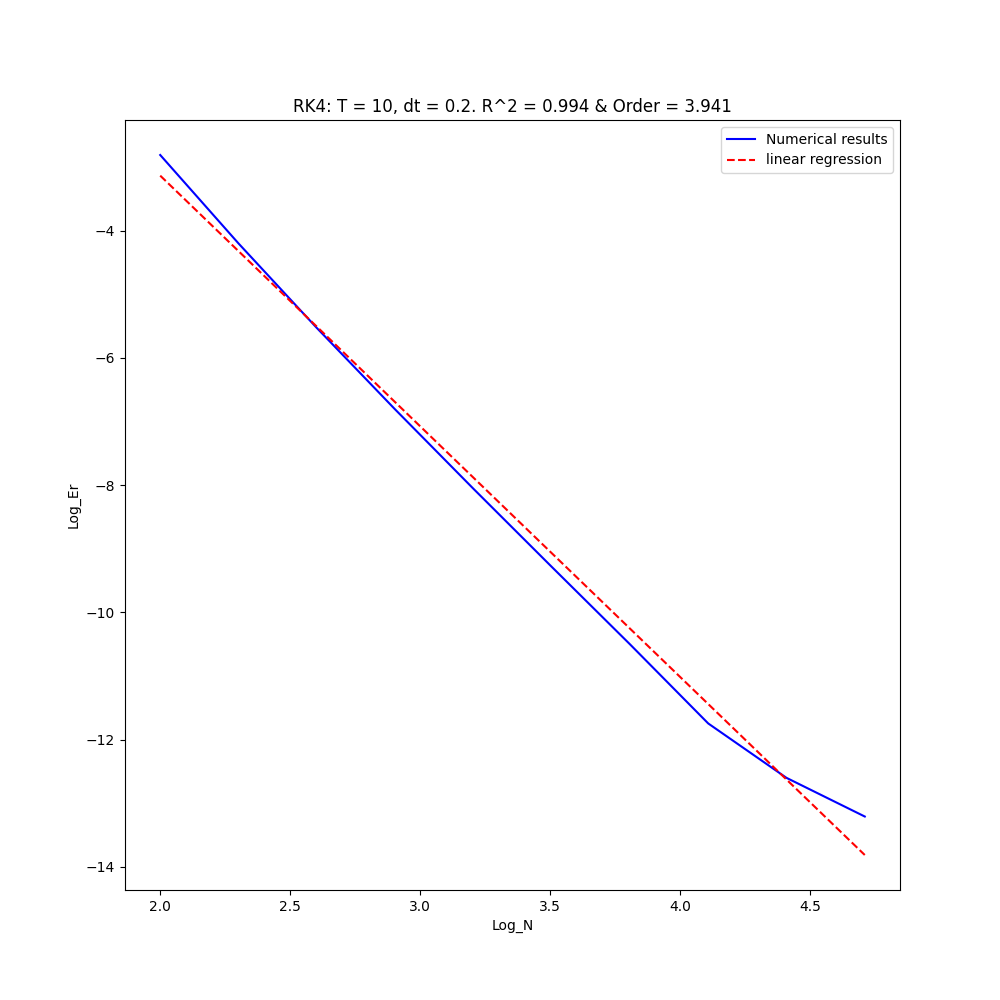 RK4: T = 10, dt = 0.2. R^2 = 0.994 & Order = 3.941
Numerical results
linear regression
−4
−6
−8
−10
−12
−14
Log_Er
2.0 2.5 3.0 3.5 4.0 4.5
Log_N